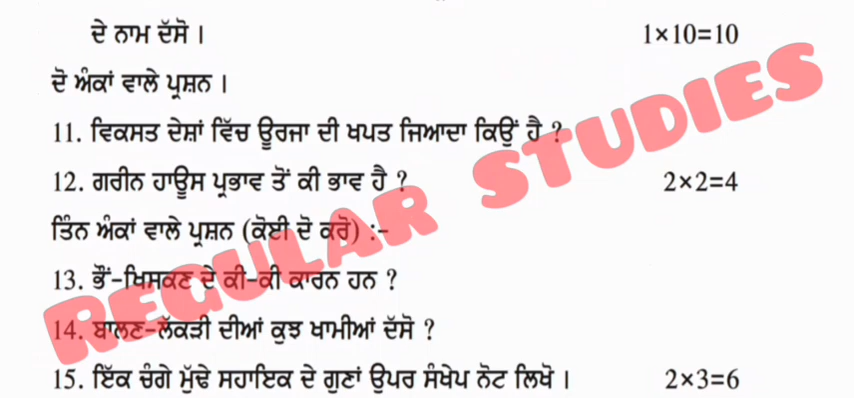 ਦੇ ਨਾਮ ਦੱਸੋ । 1×10=10
ਦੋ ਅੰਕਾਂ ਵਾਲੇ ਪ੍ਰਸ਼ਨ ।
11. ਵਿਕਸਤ ਦੇਸ਼ਾਂ ਵਿੱਚ ਊਰਜਾ ਦੀ ਖਪਤ ਜਿਆਦਾ ਕਿਉਂ ਹੈ ?
12. ਗਰੀਨ ਹਾਊਸ ਪ੍ਰਭਾਵ ਤੋਂ ਕੀ ਭਾਵ ਹੈ ? 2×2=4
ਤਿੰਨ ਅੰਕਾਂ ਵਾਲੇ ਪ੍ਰਸ਼ਨ (ਕੋਈ ਦੋ ਕਰੋ) :-
13. ਭੌਂ-ਖਿਸਕਣ ਦੇ ਕੀ-ਕੀ ਕਾਰਨ ਹਨ ?
14. ਬਾਲਣ-ਲੱਕੜੀ ਦੀਆਂ ਕੁਝ ਖਾਮੀਆਂ ਦੱਸੋ ?
15. ਇੱਕ ਚੰਗੇ ਮੁੱਢੇ ਸਹਾਇਕ ਦੇ ਗੁਣਾਂ ਉਪਰ ਸੰਖੇਪ ਨੋਟ ਲਿਖੋ । 2×3=6
REGULAR STUDIES